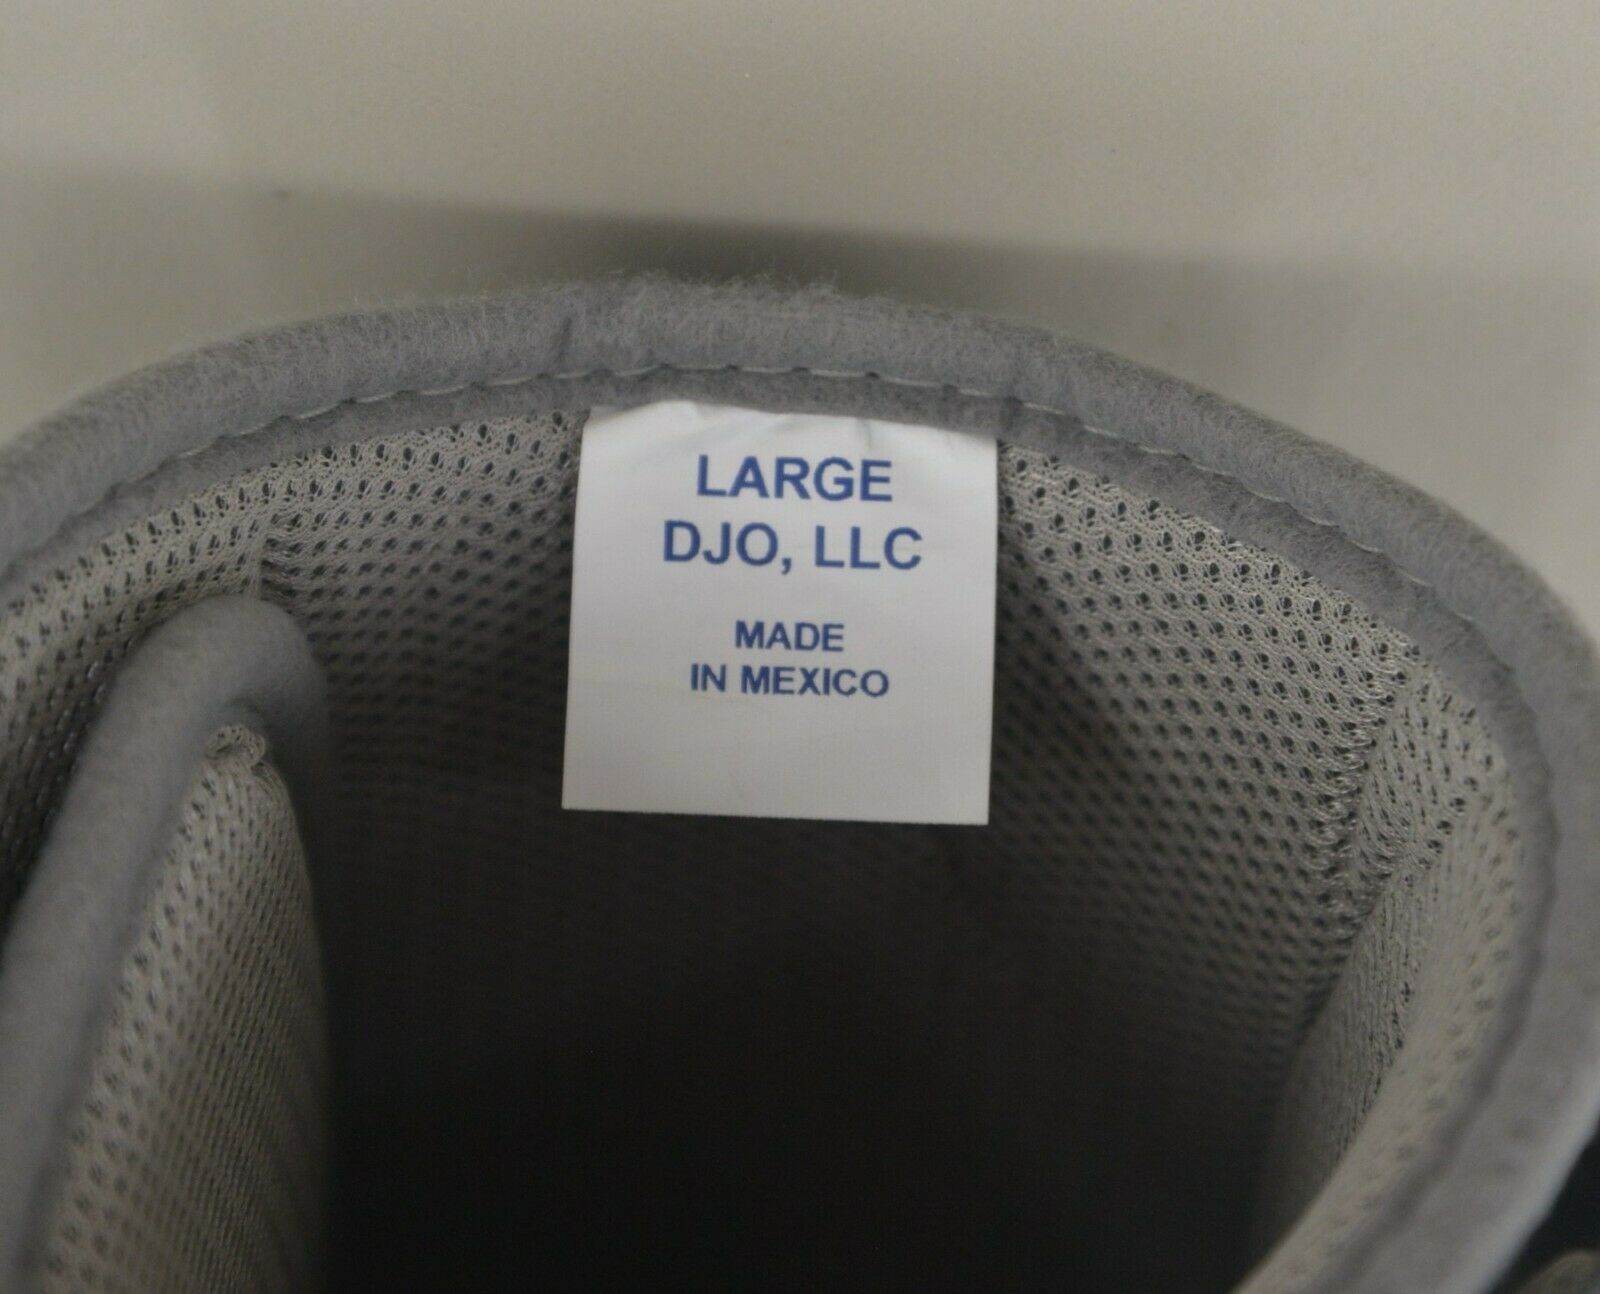 LARGE
DJO, LLC
MADE
IN MEXICO